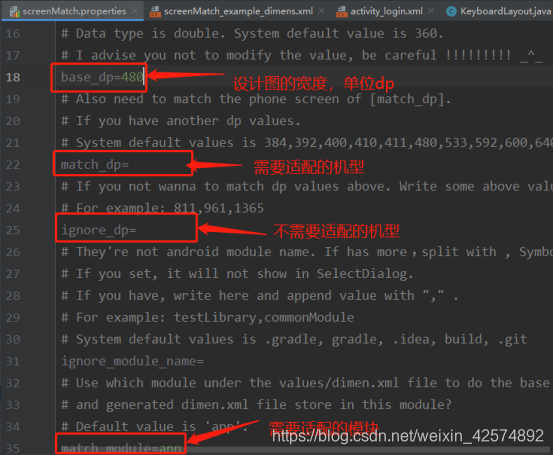 screenMatch.properties screenMatch_example_dimens.xml activity_login.xml KeyboardLayout.java
16 # Data type is double. System default value is 360.
17 # I advise you not to modify the value, be careful !!!!!!!!! _^_
18 base_dp=480 设计图的宽度，单位dp
19 # Also need to match the phone screen of [match_dp].
20 # If you have another dp values.
21 # System default values is 384,392,400,410,411,480,533,592,600,640
22 match_dp= 需要适配的机型
23 # If you not wanna to match dp values above. Write some above valu
24 # For example: 811,961,1365
25 ignore_dp= 不需要适配的机型
26 # They're not android module name. If has more，split with , Symbo
27 # If you set, it will not show in SelectDialog.
28 # If you have, write here and append value with "," .
29 # For example: testLibrary,commonModule
30 # System default values is .gradle, gradle, .idea, build, .git
31 ignore_module_name=
32 # Use which module under the values/dimen.xml file to do the base
33 # and generated dimen.xml file store in this module?
34 # Default value is 'app'. 需要适配的模块
35 match_module=app
https://blog.csdn.net/weixin_42574892